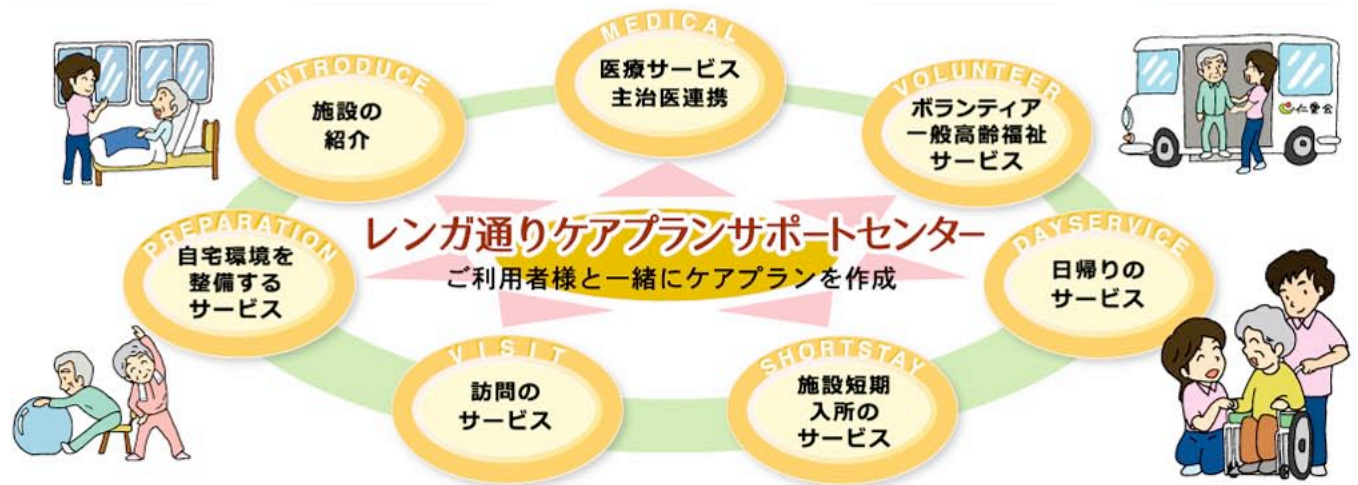 MEDICAL
医療サービス
主治医連携
INTRODUCE
施設の
紹介
VOLUNTEER
ボランティア
一般高齢福祉
サービス
仁愛会
レンガ通りケアプランサポートセンター
ご利用者様と一緒にケアプランを作成
PREPARATION
自宅環境を
整備する
サービス
DAYSERVICE
日帰りの
サービス
VISIT
訪問の
サービス
SHORTSTAY
施設短期
入所の
サービス